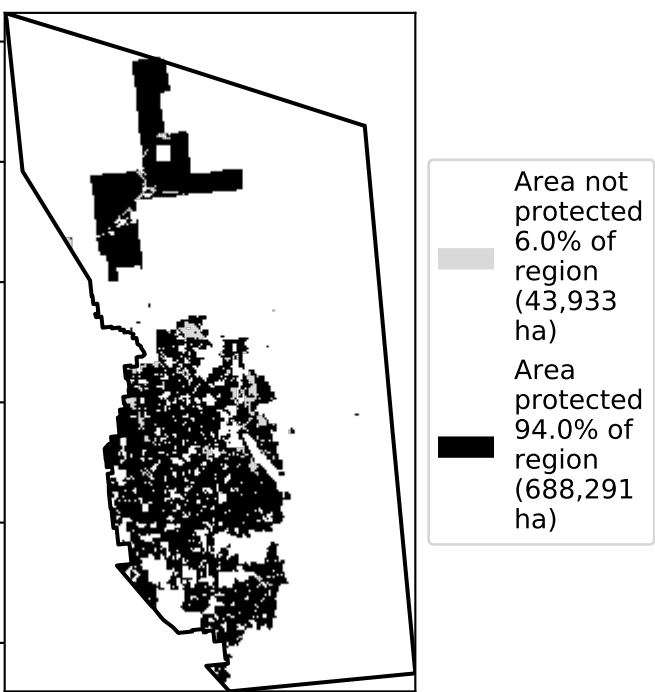 Area not
protected
6.0% of
region
(43,933
ha)
Area
protected
94.0% of
region
(688,291
ha)